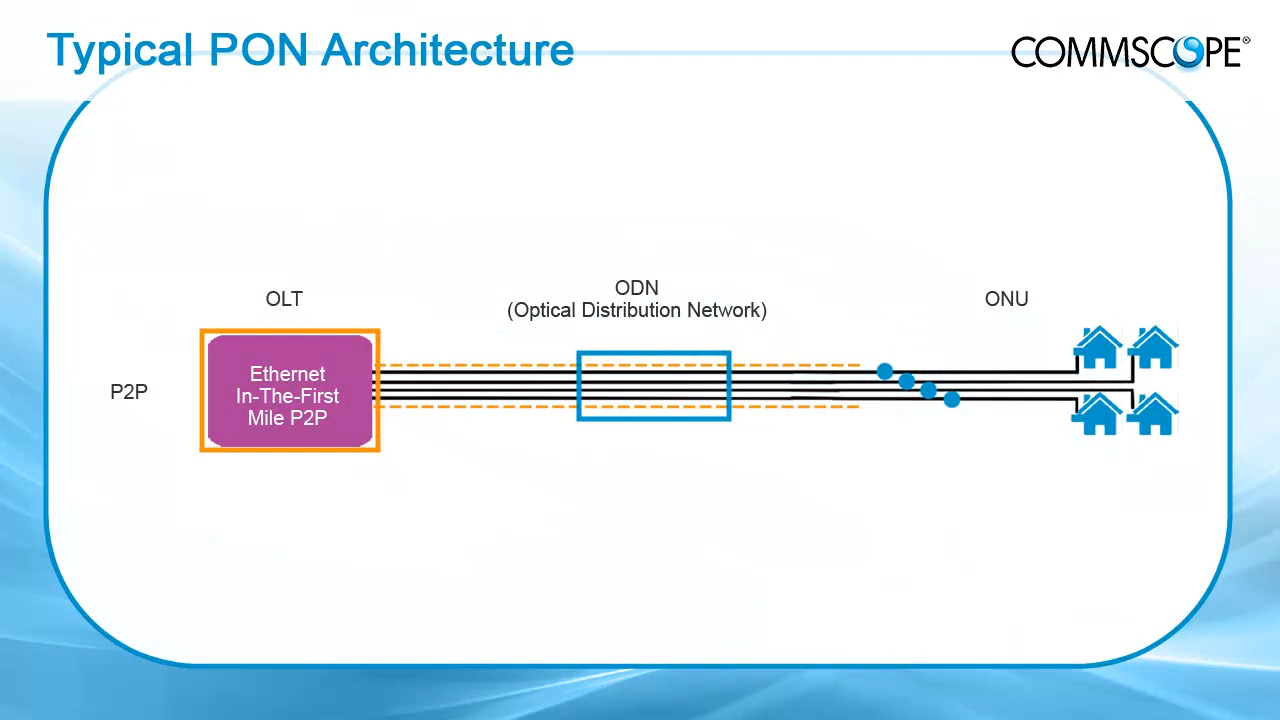 Typical PON Architecture
COMMSCOPE®
OLT
ODN
(Optical Distribution Network)
ONU
P2P
Ethernet
In-The-First
Mile P2P